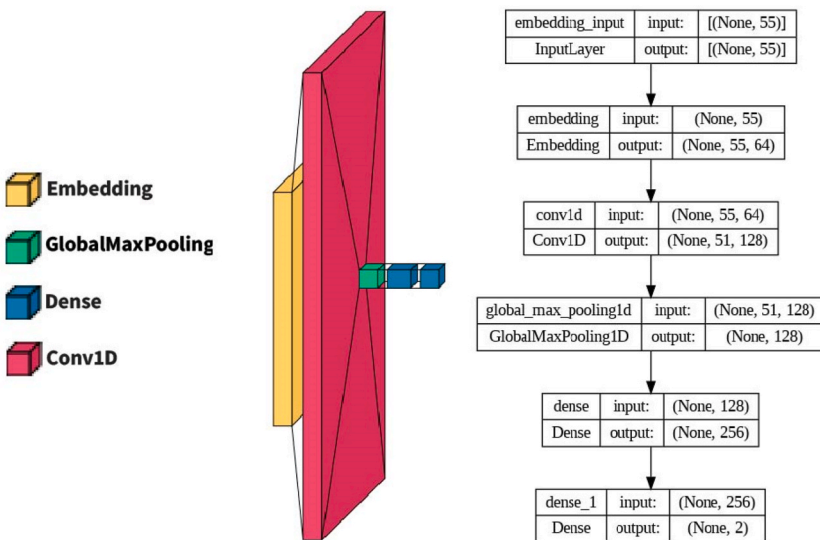 Embedding
GlobalMaxPooling
Dense
Conv1D
embedding_input input: [(None, 55)]
InputLayer output: [(None, 55)]
embedding input: (None, 55)
Embedding output: (None, 55, 64)
conv1d input: (None, 55, 64)
Conv1D output: (None, 51, 128)
global_max_pooling1d input: (None, 51, 128)
GlobalMaxPooling1D output: (None, 128)
dense input: (None, 128)
Dense output: (None, 256)
dense_1 input: (None, 256)
Dense output: (None, 2)